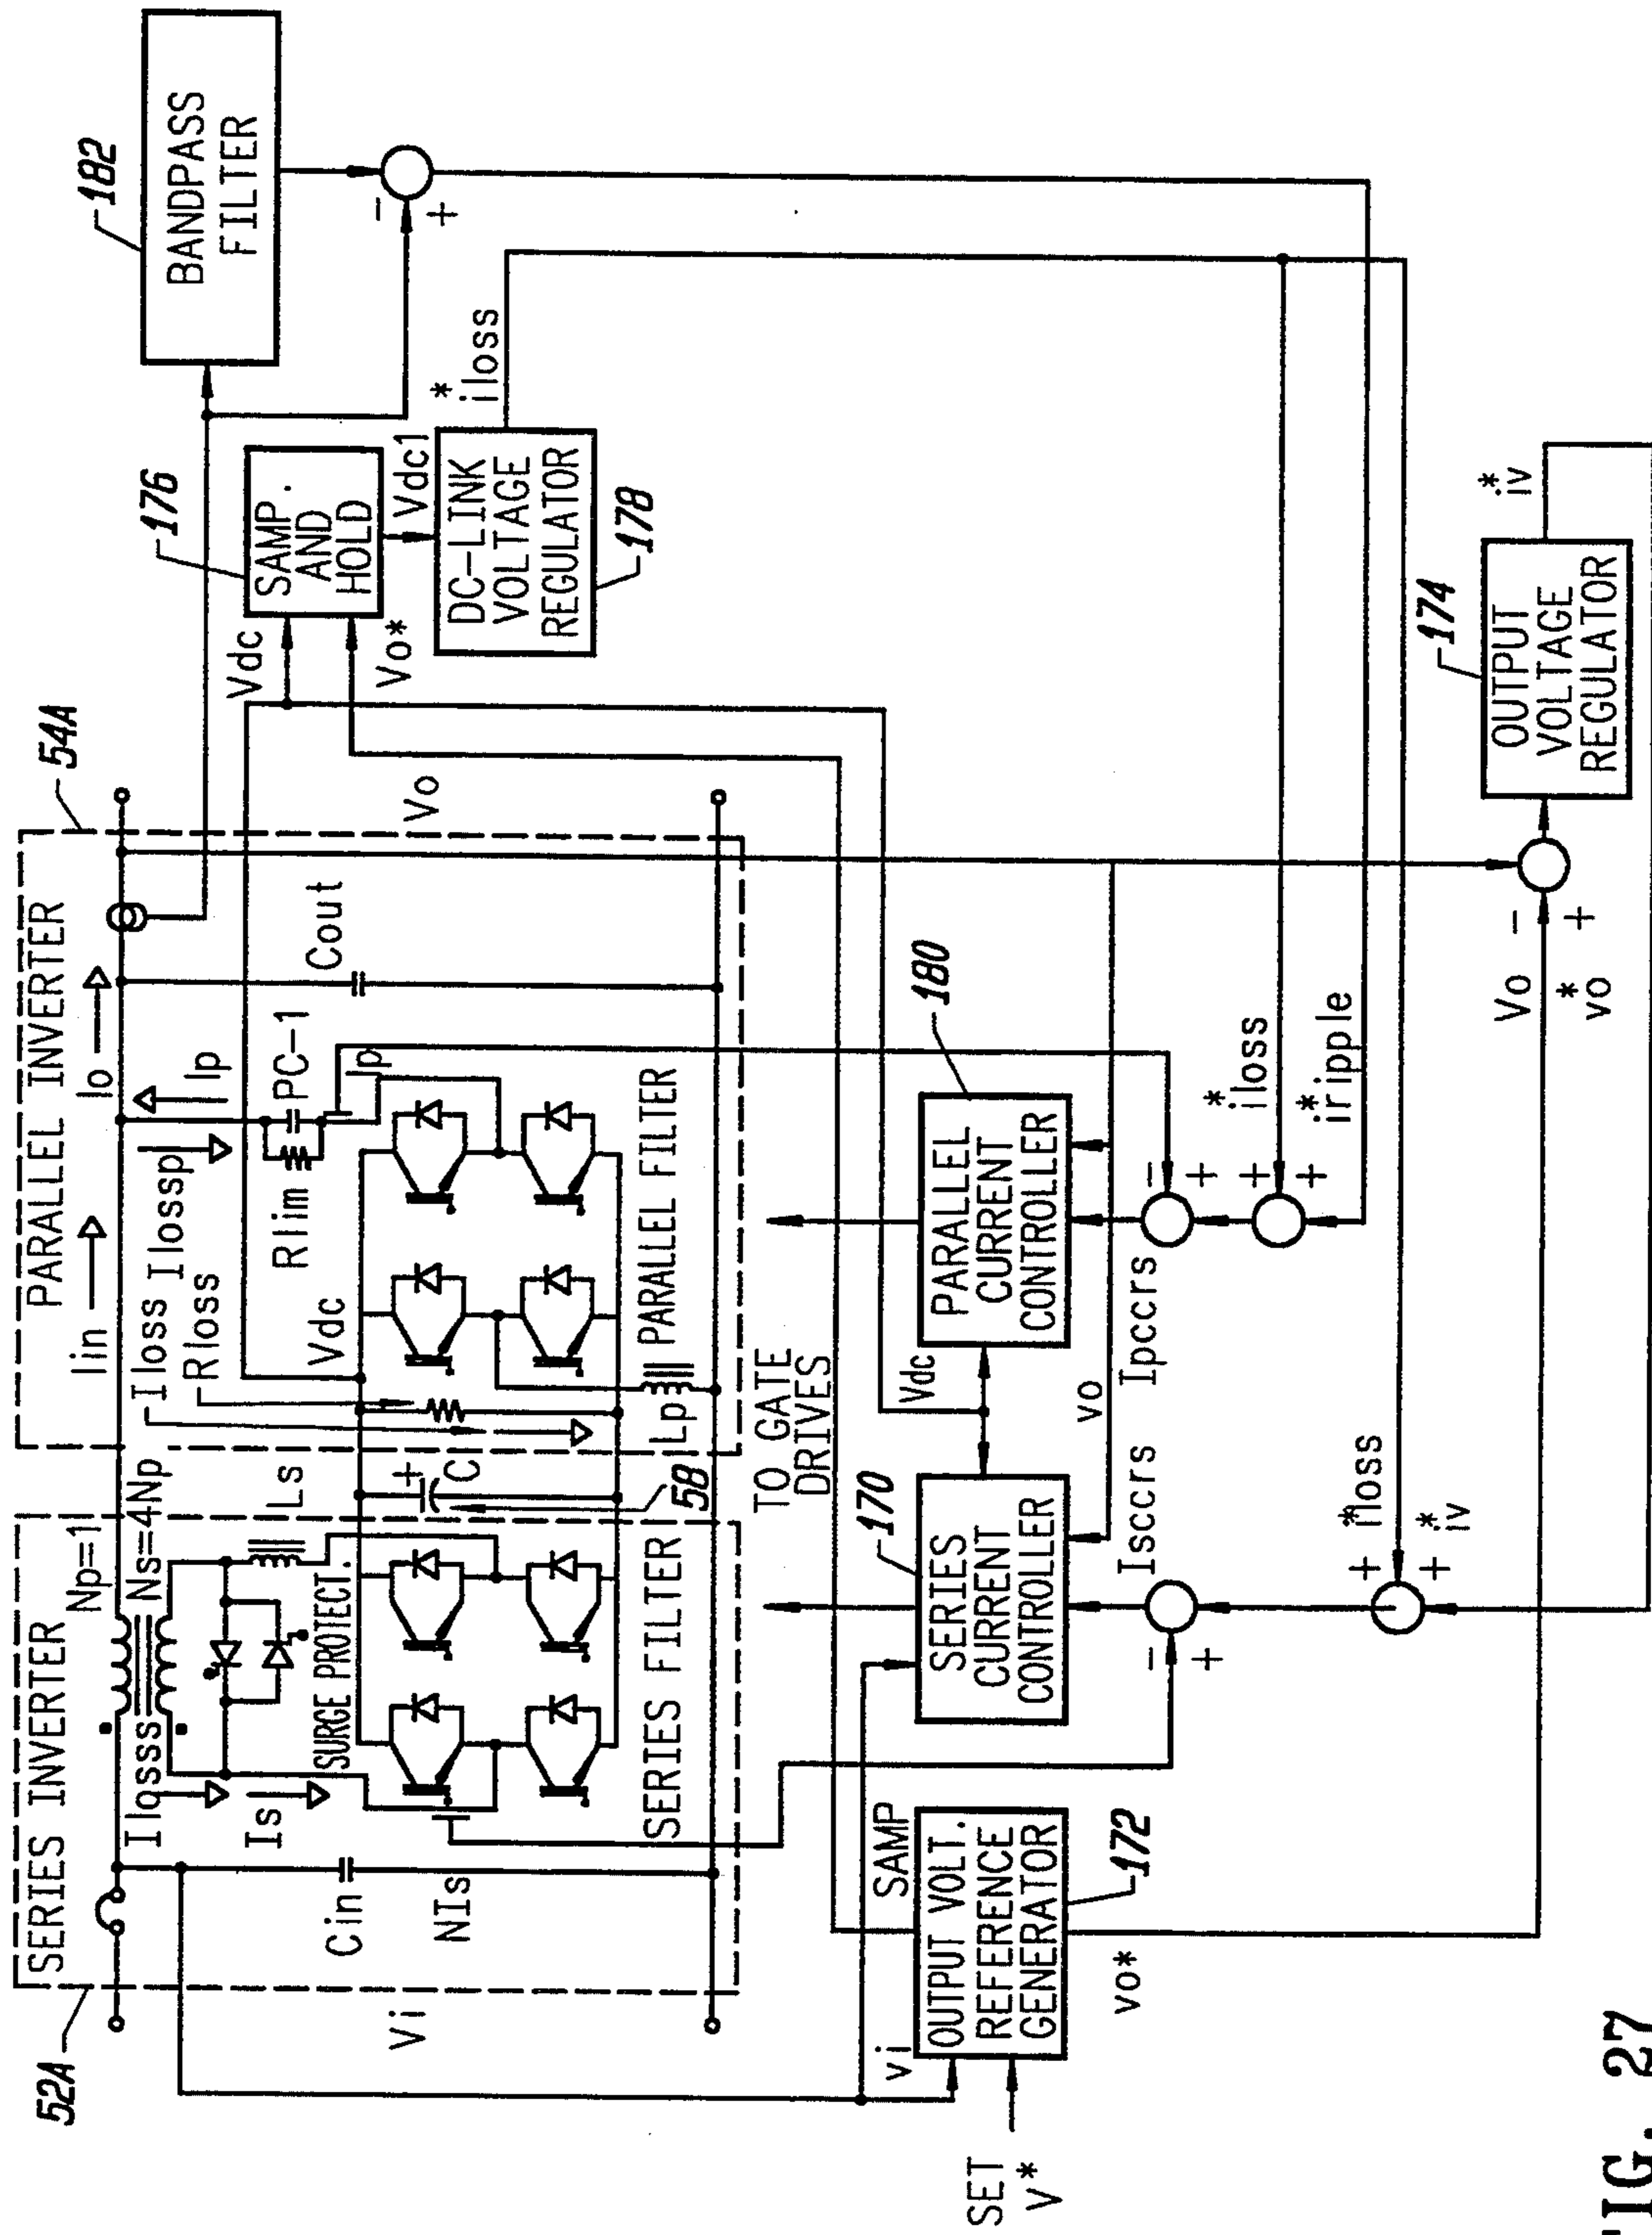 52A
SERIES INVERTER
PARALLEL INVERTER
54A
182
BANDPASS
FILTER
Np=1
Ns=4Np
Ilosss
Is
Ls
SURGE PROTECT.
Iin
Io
Ip
Iloss
Ilossp
Rloss
Rlim
PC-1
Ip
Vdc
Cin
NIs
Cout
Vi
Vo
+
C
58
Lp
SERIES FILTER
PARALLEL FILTER
Vdc
Vo*
176
SAMP.
AND
HOLD
Vdc1
DC-LINK
VOLTAGE
REGULATOR
178
*
iloss
-
+
TO GATE
DRIVES
SAMP
vi
SET
V*
OUTPUT VOLT.
REFERENCE
GENERATOR
172
vo*
170
SERIES
CURRENT
CONTROLLER
Vdc
vo
180
PARALLEL
CURRENT
CONTROLLER
Isccrs
-
+
Ipccrs
-
+
+
+
*
iloss
*
iripple
*
iloss
+
+
*
iv
Vo
-
*
vo
+
174
OUTPUT
VOLTAGE
REGULATOR
*
iv
FIG. 27